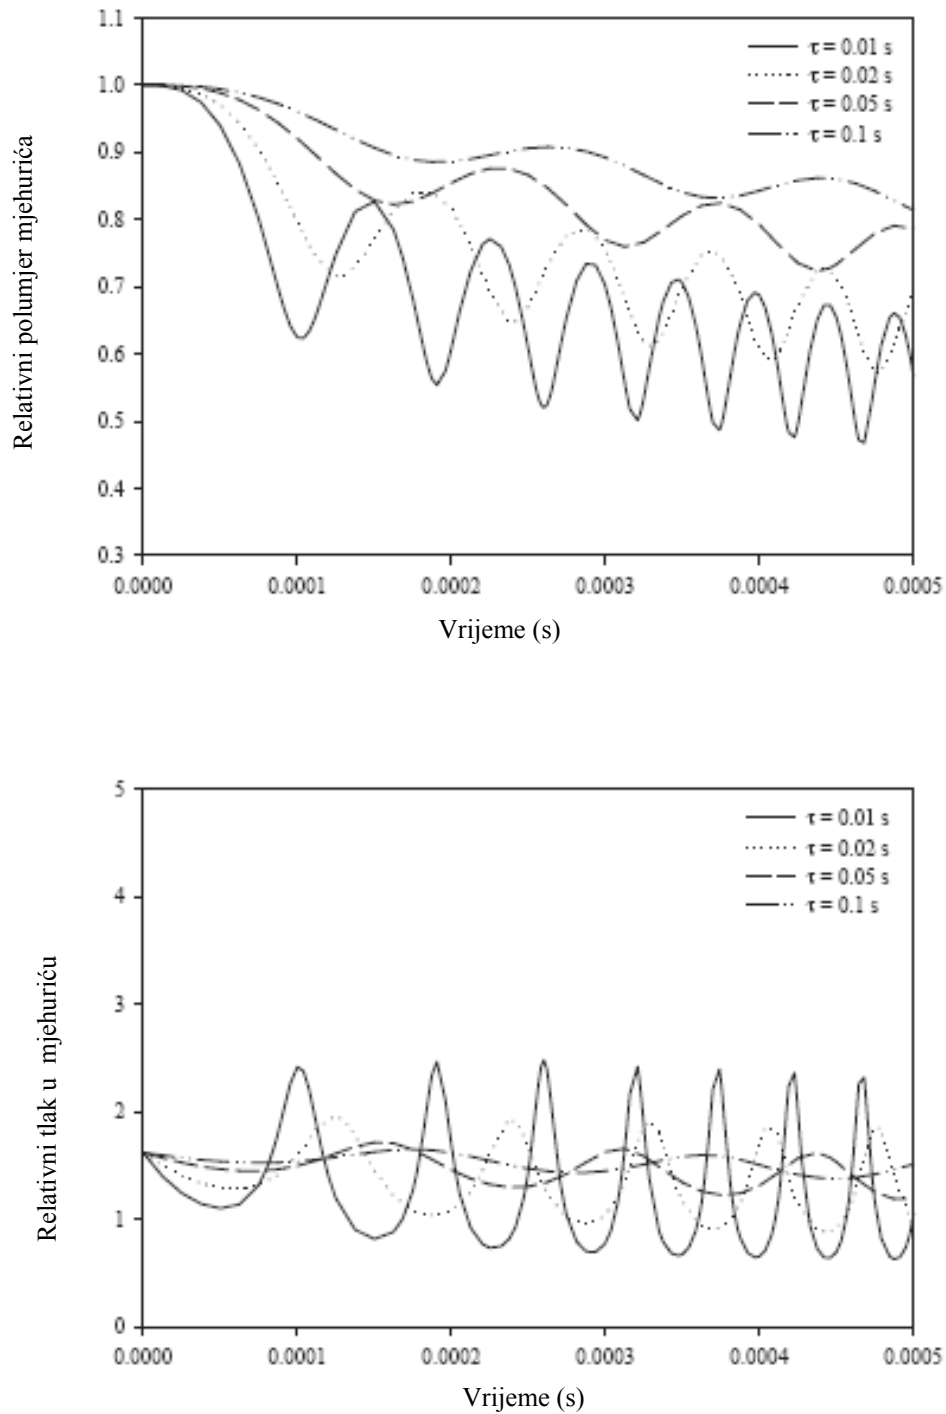 Relativni polumjer mjehurića
1.1
1.0
0.9
0.8
0.7
0.6
0.5
0.4
0.3
τ = 0.01 s
τ = 0.02 s
τ = 0.05 s
τ = 0.1 s
0.0000 0.0001 0.0002 0.0003 0.0004 0.0005
Vrijeme (s)
Relativni tlak u mjehuriću
5
4
3
2
1
0
τ = 0.01 s
τ = 0.02 s
τ = 0.05 s
τ = 0.1 s
0.0000 0.0001 0.0002 0.0003 0.0004 0.0005
Vrijeme (s)